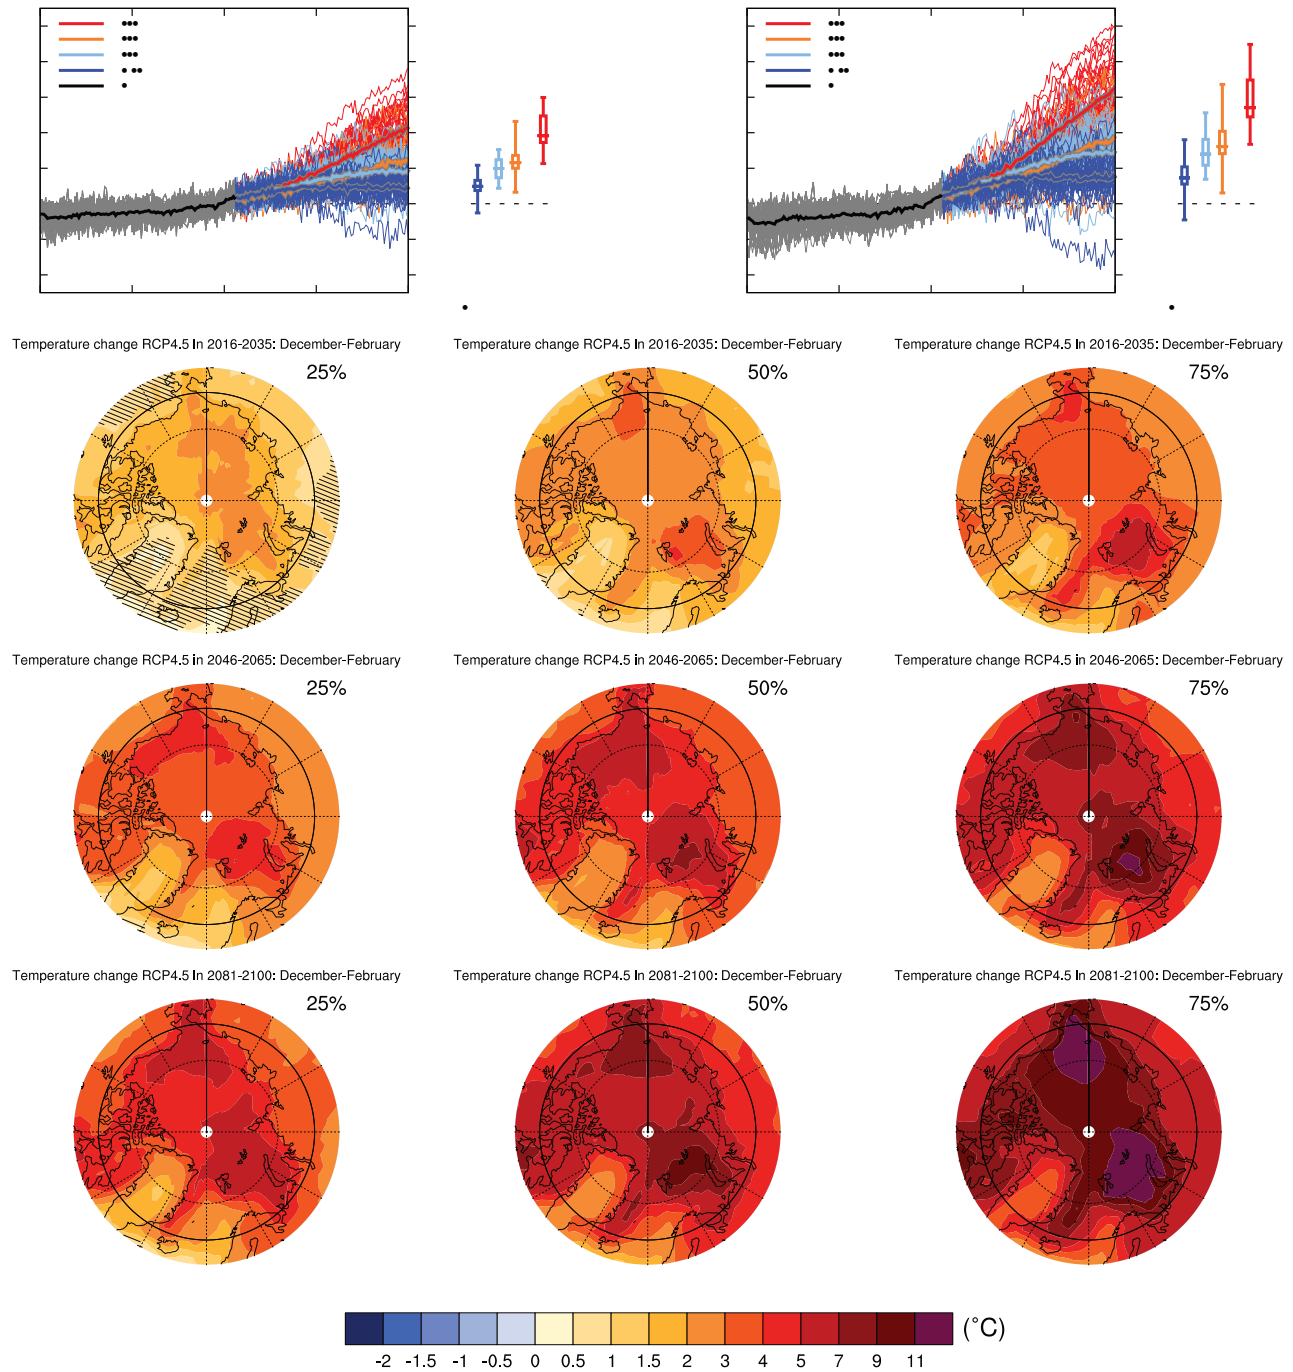 Temperature change RCP4.5 in 2016-2035: December-February
25%
Temperature change RCP4.5 in 2016-2035: December-February
50%
Temperature change RCP4.5 in 2016-2035: December-February
75%
Temperature change RCP4.5 in 2046-2065: December-February
25%
Temperature change RCP4.5 in 2046-2065: December-February
50%
Temperature change RCP4.5 in 2046-2065: December-February
75%
Temperature change RCP4.5 in 2081-2100: December-February
25%
Temperature change RCP4.5 in 2081-2100: December-February
50%
Temperature change RCP4.5 in 2081-2100: December-February
75%
(°C)
-2 -1.5 -1 -0.5 0 0.5 1 1.5 2 3 4 5 7 9 11